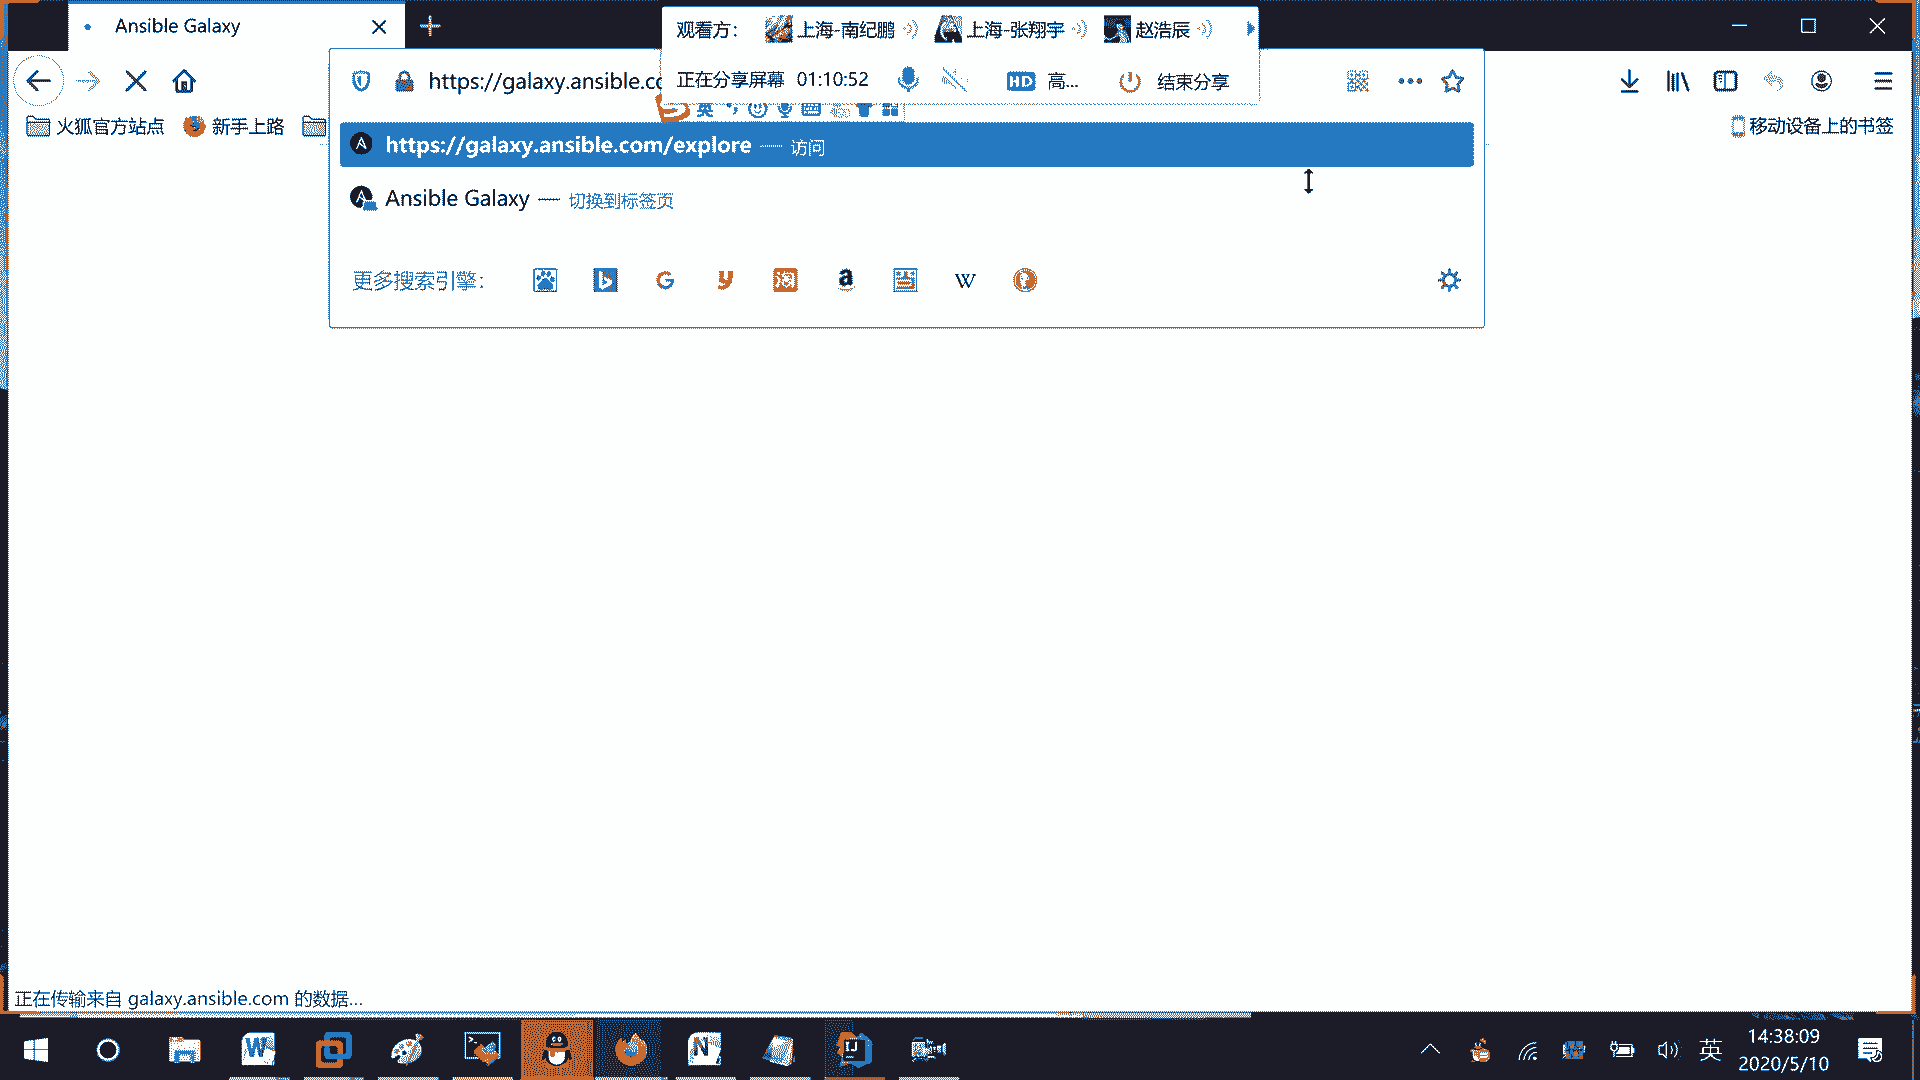 Ansible Galaxy
观看方: 上海-南纪鹏 上海-张翔宇 赵浩辰
https://galaxy.ansible.co
正在分享屏幕 01:10:52 HD 高... 结束分享
英
火狐官方站点 新手上路 移动设备上的书签
https://galaxy.ansible.com/explore — 访问
Ansible Galaxy — 切换到标签页
更多搜索引擎:
正在传输来自 galaxy.ansible.com 的数据...
英
14:38:09
2020/5/10